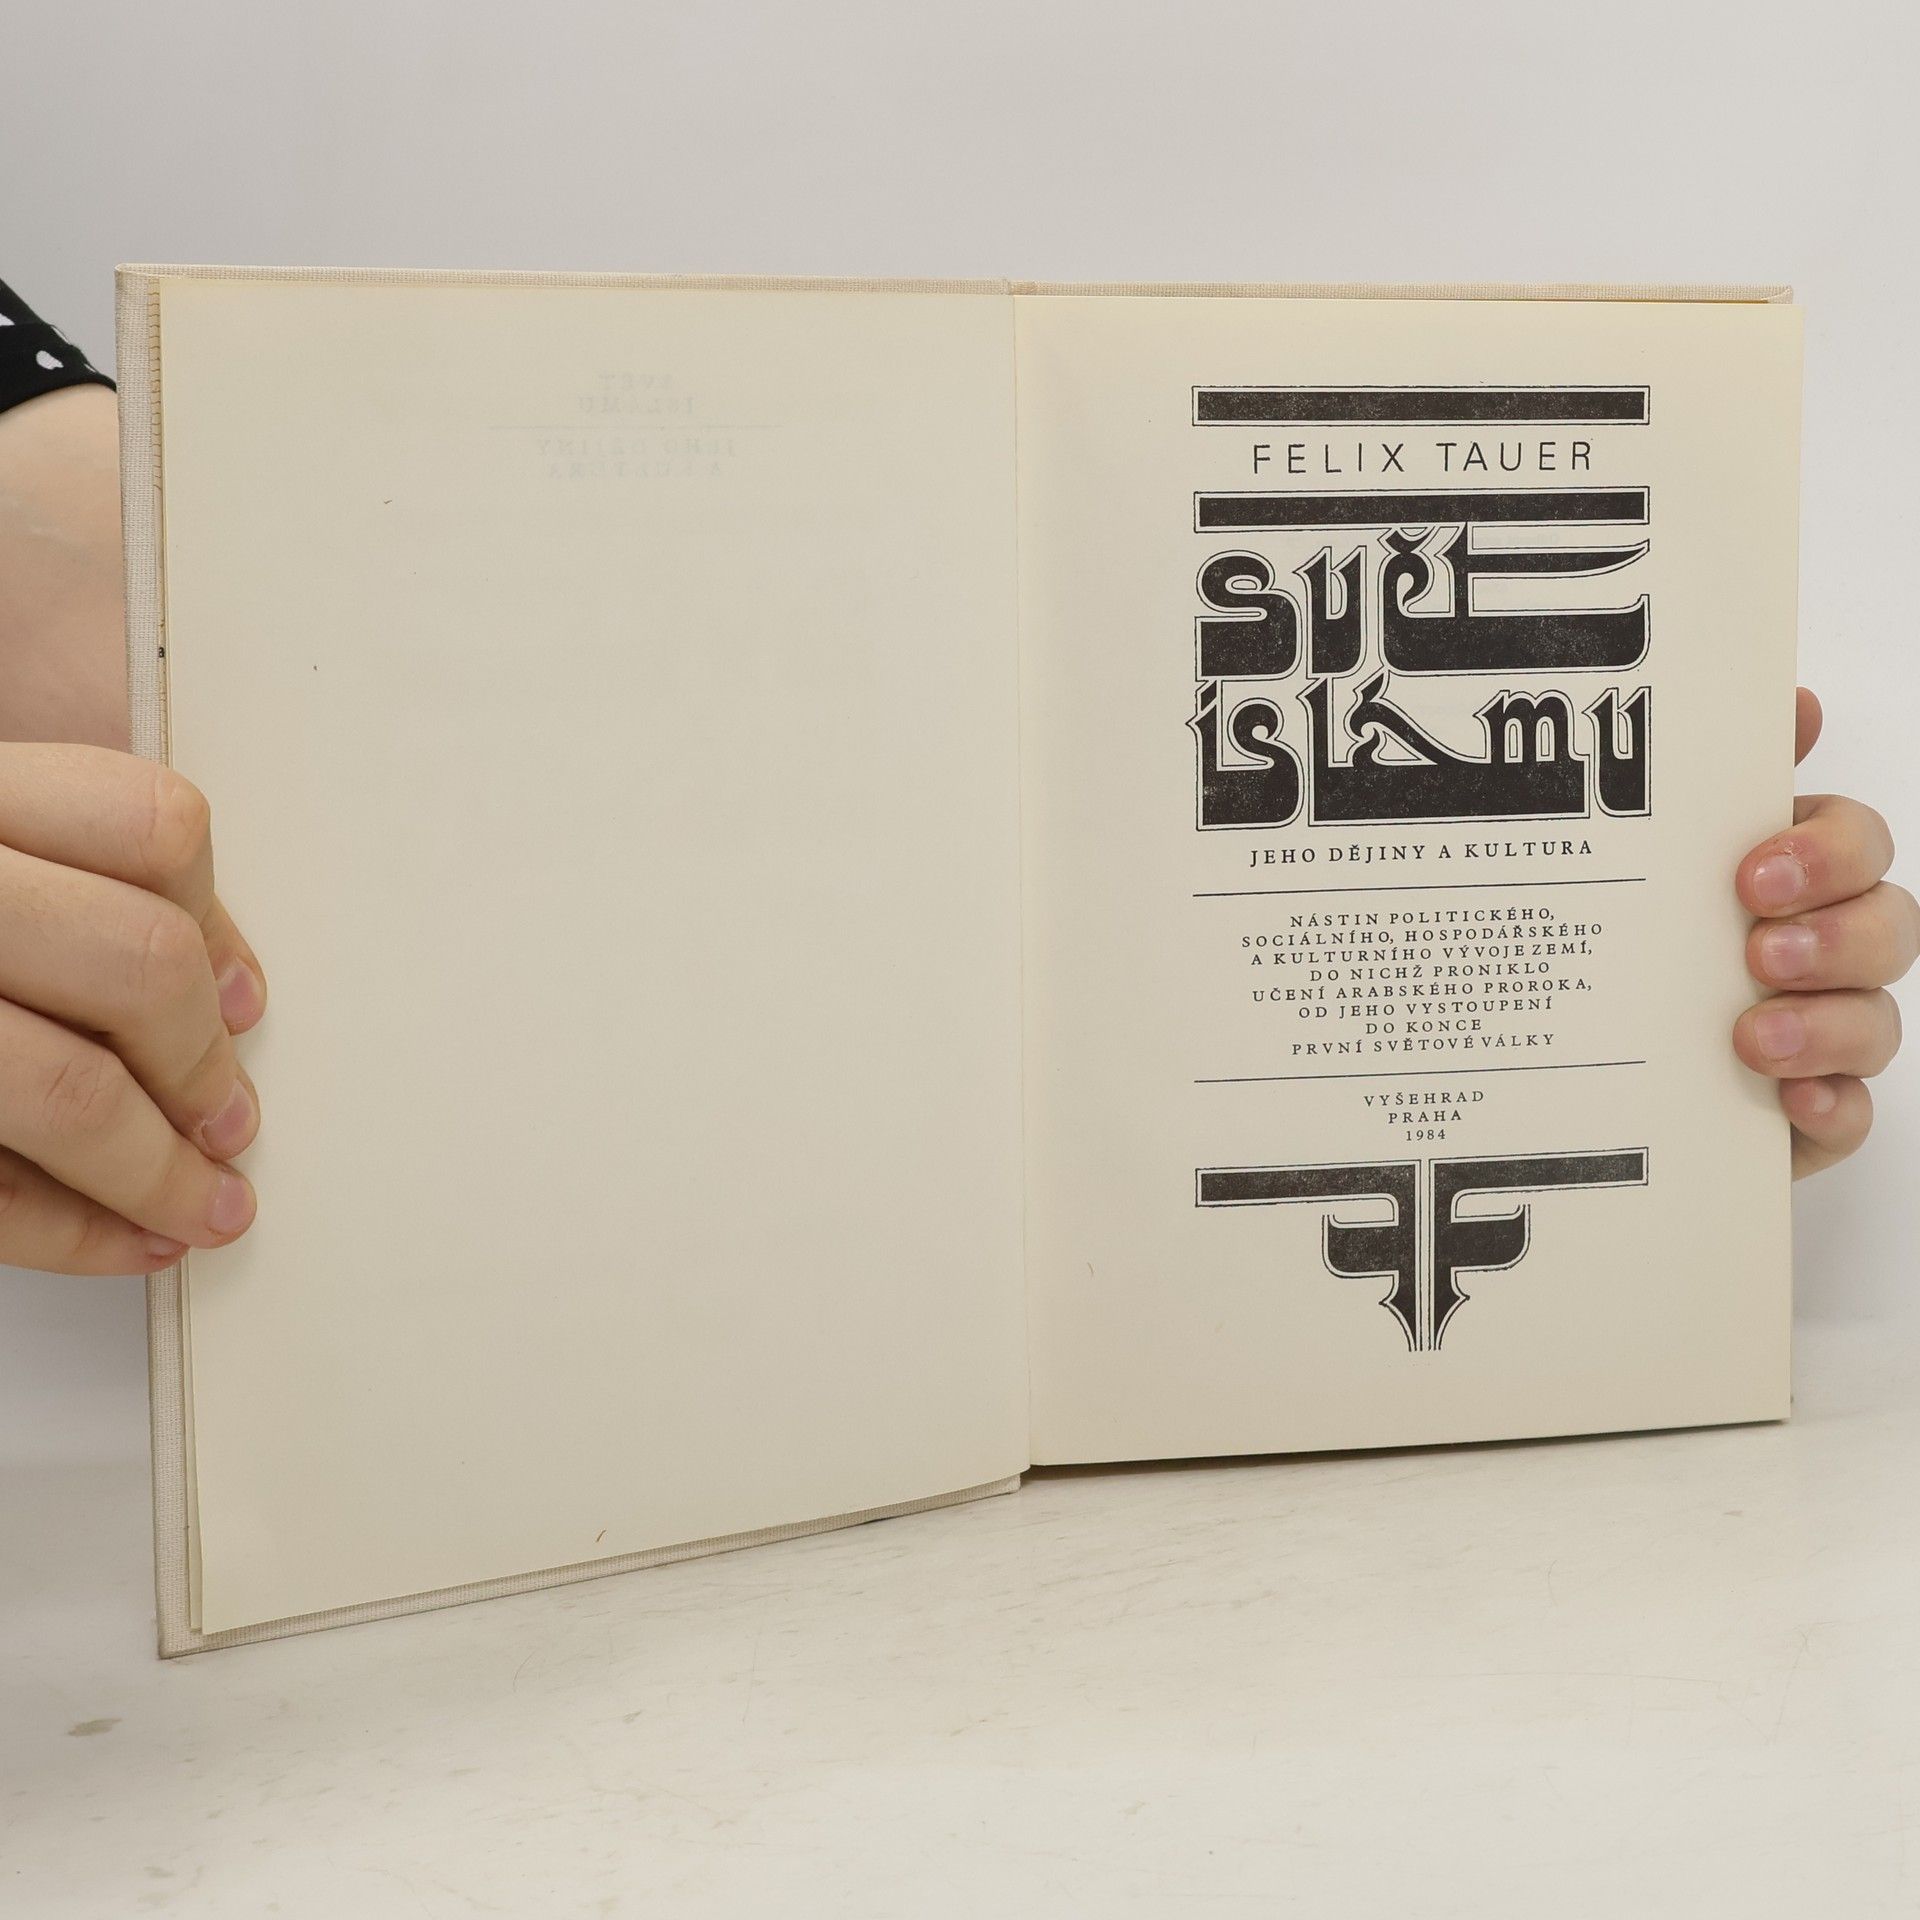 FELIX TAUER
svět
islámu
JEHO DĚJINY A KULTURA
NÁSTIN POLITICKÉHO,
SOCIÁLNÍHO, HOSPODÁŘSKÉHO
A KULTURNÍHO VÝVOJE ZEMÍ,
DO NICHŽ PRONIKLO
UČENÍ ARABSKÉHO PROROKA,
OD JEHO VYSTOUPENÍ
DO KONCE
PRVNÍ SVĚTOVÉ VÁLKY
VYŠEHRAD
PRAHA
1984